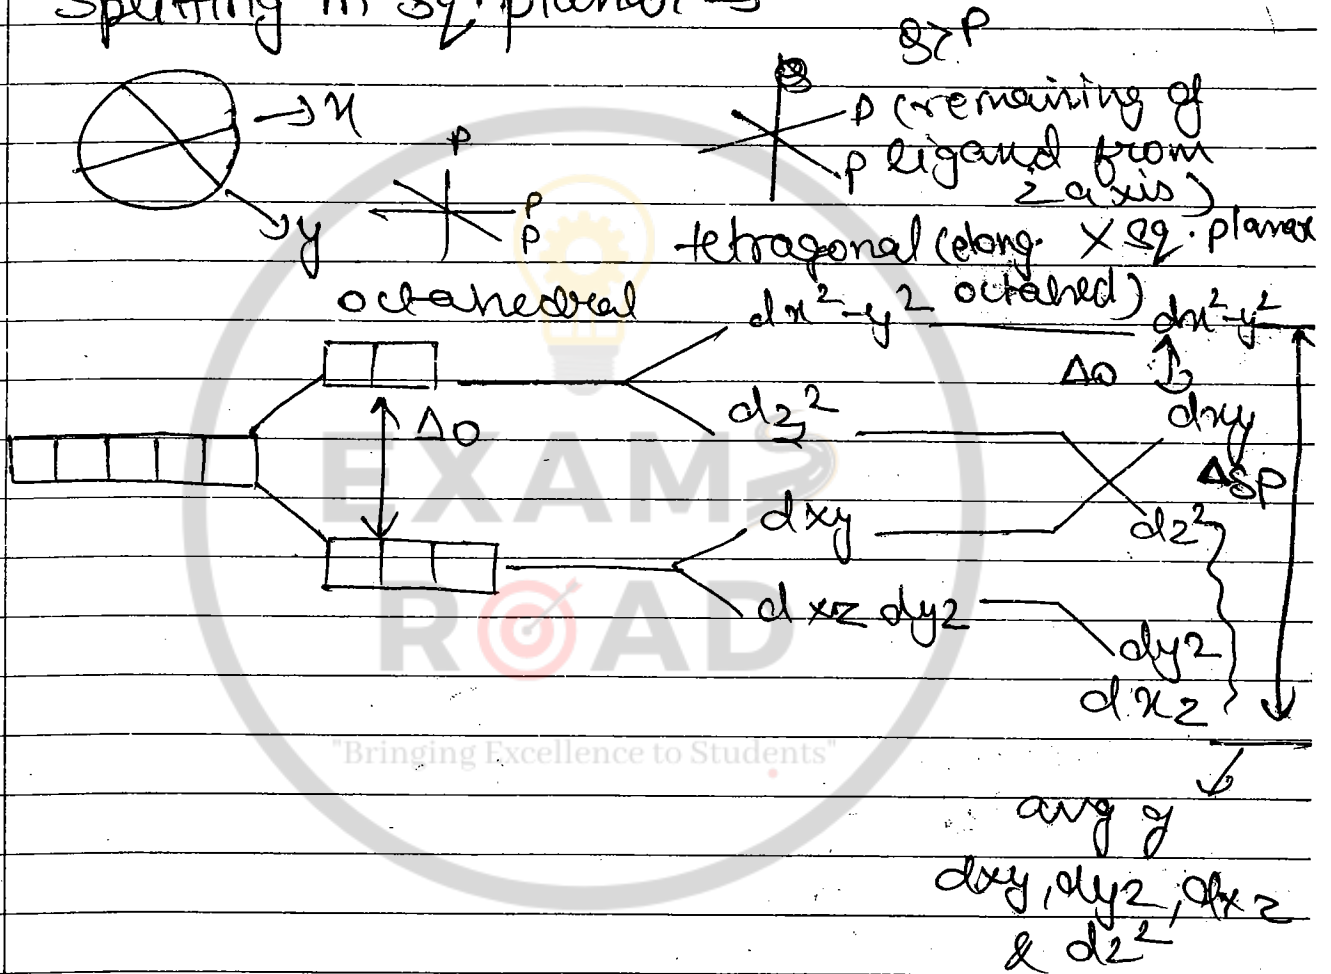 Splitting in sq. planar →
g > P
→ x
→ y
P
P
P
P (remaining of
P ligand from
z axis)
tetragonal (elong. X sq. planar
octahed)
octahedral
dx²-y²
dx²-y²
Δo
Δo
dz²
dxy
Δsp
dxy
dz²
dxz dyz
dyz
dxz
EXAMS
ROAD
"Bringing Excellence to Students"
avg of
dxy, dyz, dxz
& dz²